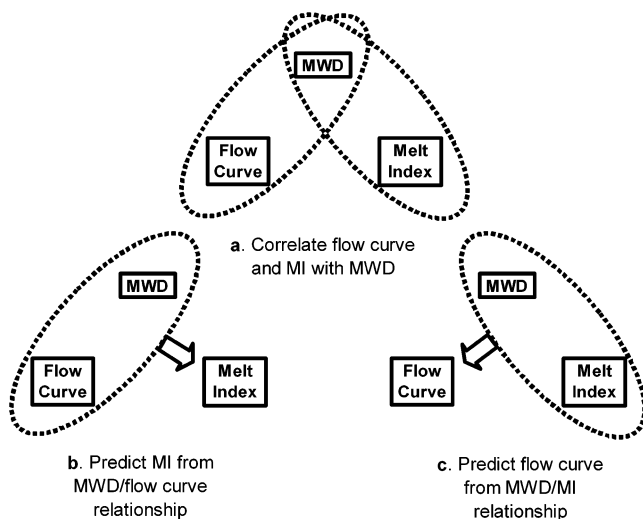 MWD
Flow
Curve
Melt
Index
a. Correlate flow curve
and MI with MWD
MWD
Flow
Curve
Melt
Index
b. Predict MI from
MWD/flow curve
relationship
MWD
Flow
Curve
Melt
Index
c. Predict flow curve
from MWD/MI
relationship